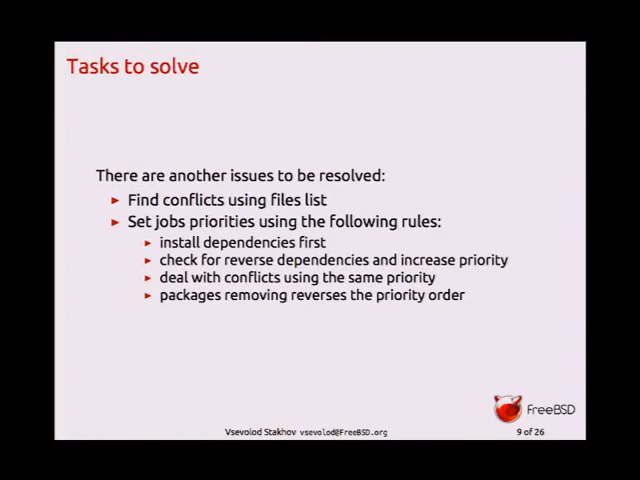 Tasks to solve
There are another issues to be resolved:
Find conflicts using files list
Set jobs priorities using the following rules:
install dependencies first
check for reverse dependencies and increase priority
deal with conflicts using the same priority
packages removing reverses the priority order
FreeBSD
Vsevolod Stakhov vsevolod@FreeBSD.org
9 of 26